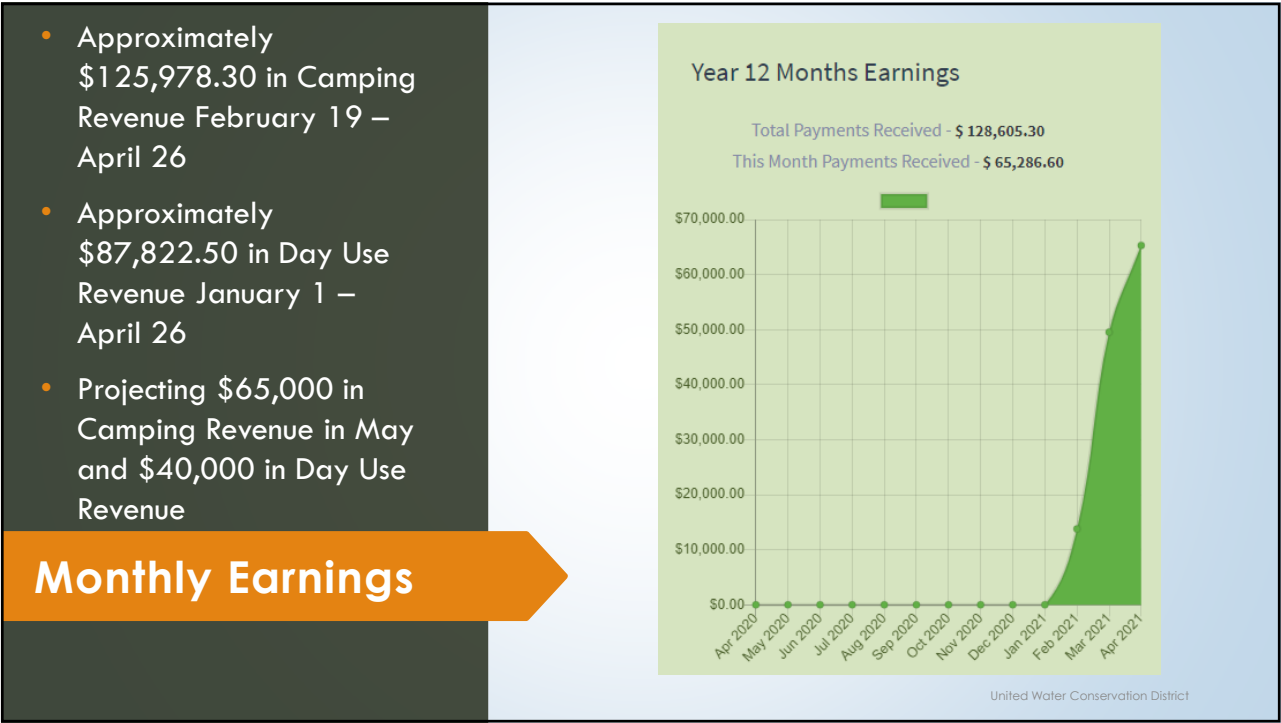 • Approximately
$125,978.30 in Camping
Revenue February 19 –
April 26
• Approximately
$87,822.50 in Day Use
Revenue January 1 –
April 26
• Projecting $65,000 in
Camping Revenue in May
and $40,000 in Day Use
Revenue
Monthly Earnings
Year 12 Months Earnings
Total Payments Received - $ 128,605.30
This Month Payments Received - $ 65,286.60
$70,000.00
$60,000.00
$50,000.00
$40,000.00
$30,000.00
$20,000.00
$10,000.00
$0.00
Apr 2020
May 2020
Jun 2020
Jul 2020
Aug 2020
Sep 2020
Oct 2020
Nov 2020
Dec 2020
Jan 2021
Feb 2021
Mar 2021
Apr 2021
United Water Conservation District